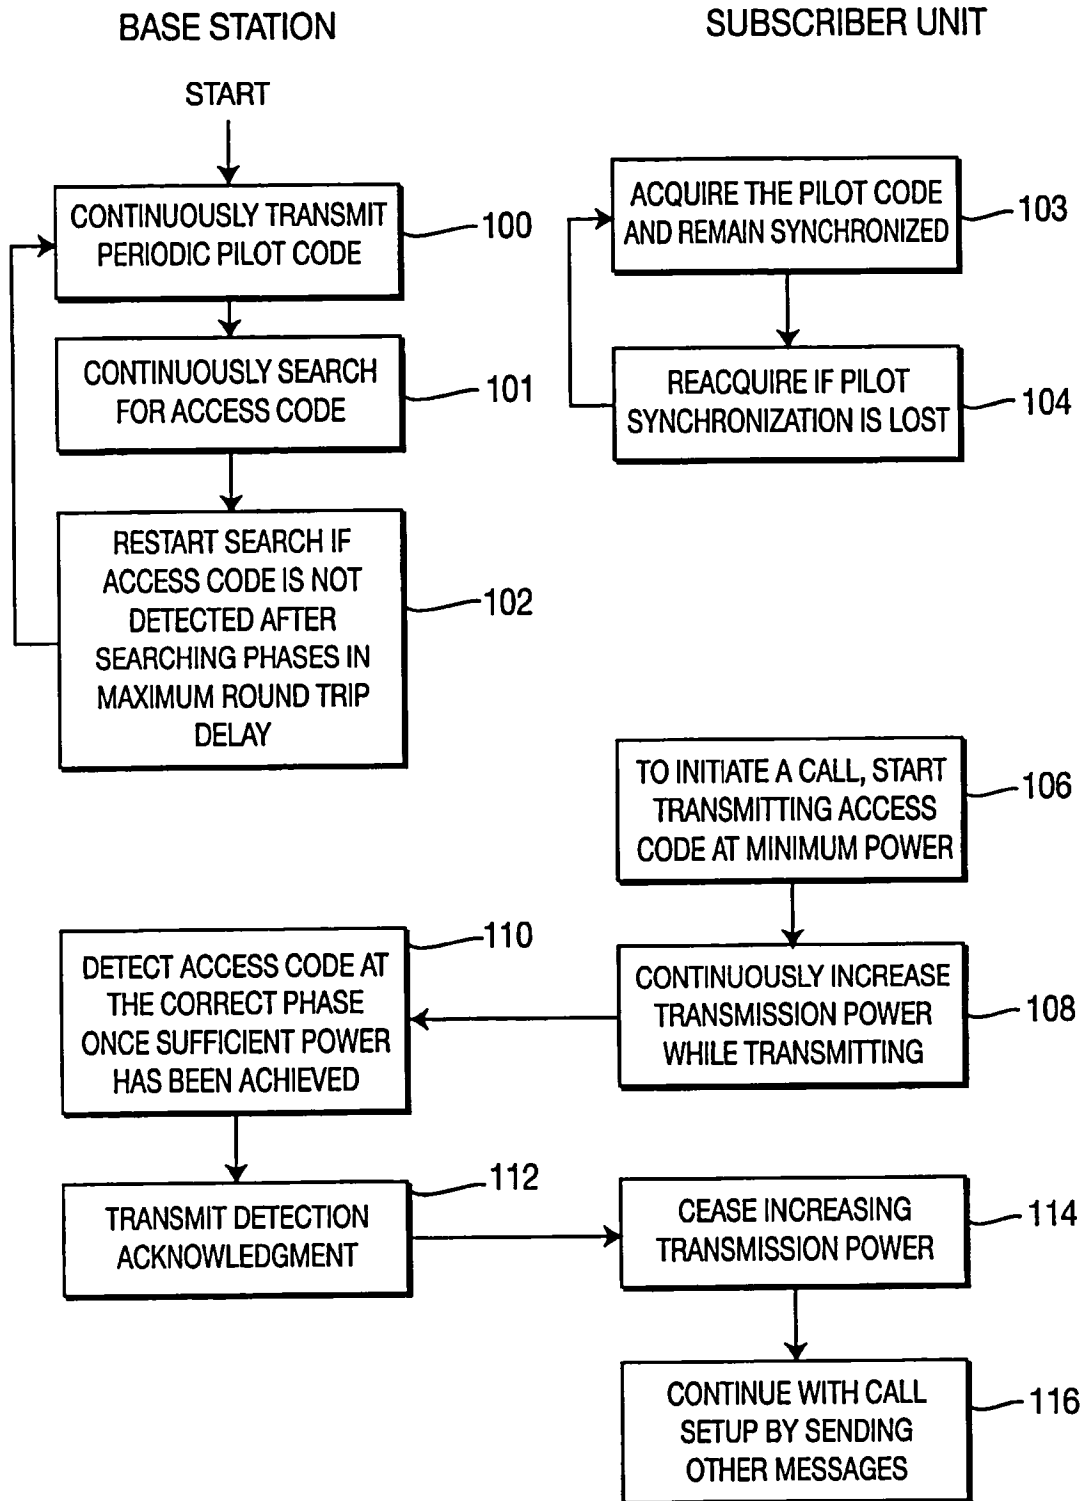 BASE STATION
SUBSCRIBER UNIT
START
CONTINUOUSLY TRANSMIT
PERIODIC PILOT CODE
100
ACQUIRE THE PILOT CODE
AND REMAIN SYNCHRONIZED
103
CONTINUOUSLY SEARCH
FOR ACCESS CODE
101
REACQUIRE IF PILOT
SYNCHRONIZATION IS LOST
104
RESTART SEARCH IF
ACCESS CODE IS NOT
DETECTED AFTER
SEARCHING PHASES IN
MAXIMUM ROUND TRIP
DELAY
102
TO INITIATE A CALL, START
TRANSMITTING ACCESS
CODE AT MINIMUM POWER
106
CONTINUOUSLY INCREASE
TRANSMISSION POWER
WHILE TRANSMITTING
108
DETECT ACCESS CODE AT
THE CORRECT PHASE
ONCE SUFFICIENT POWER
HAS BEEN ACHIEVED
110
TRANSMIT DETECTION
ACKNOWLEDGMENT
112
CEASE INCREASING
TRANSMISSION POWER
114
CONTINUE WITH CALL
SETUP BY SENDING
OTHER MESSAGES
116